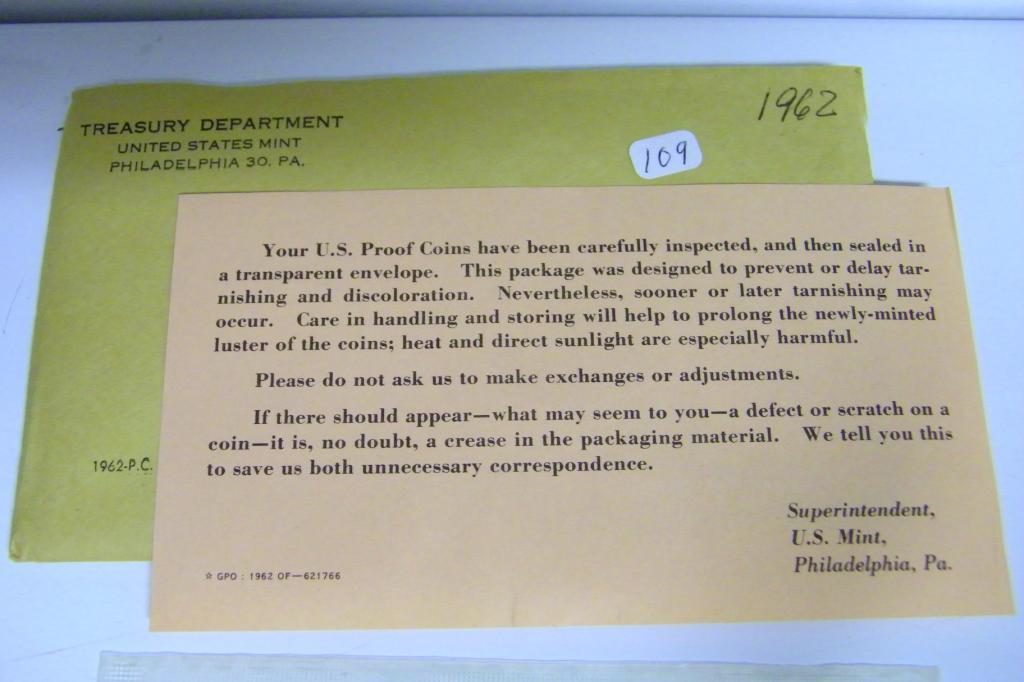 TREASURY DEPARTMENT
UNITED STATES MINT
PHILADELPHIA 30, PA.
1962
109
1962-P.C.
Your U.S. Proof Coins have been carefully inspected, and then sealed in
a transparent envelope. This package was designed to prevent or delay tar-
nishing and discoloration. Nevertheless, sooner or later tarnishing may
occur. Care in handling and storing will help to prolong the newly-minted
luster of the coins; heat and direct sunlight are especially harmful.
Please do not ask us to make exchanges or adjustments.
If there should appear—what may seem to you—a defect or scratch on a
coin—it is, no doubt, a crease in the packaging material. We tell you this
to save us both unnecessary correspondence.
Superintendent,
U.S. Mint,
Philadelphia, Pa.
☆ GPO : 1962 OF—621766